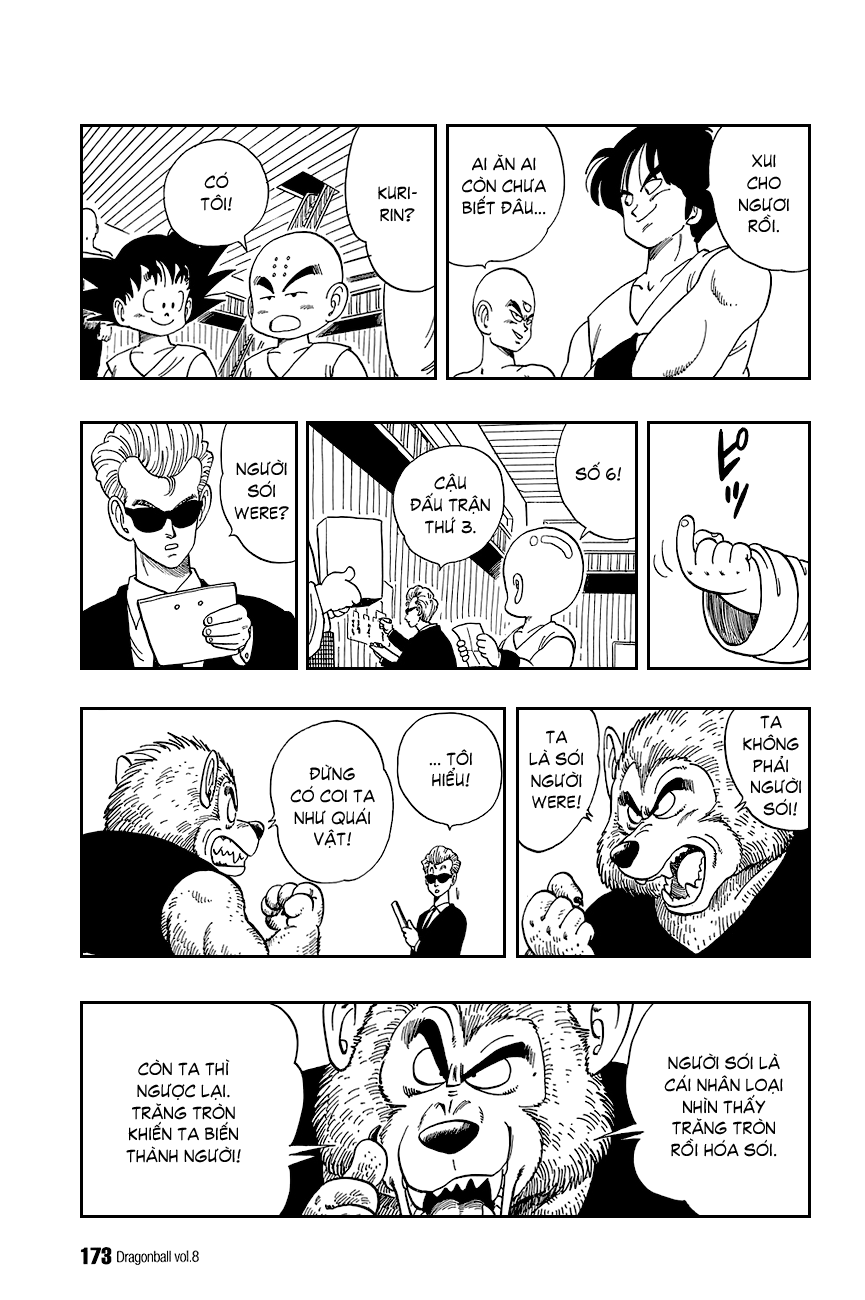 XUI
CHO
NGƯƠI
RỒI.
AI ĂN AI
CÒN CHƯA
BIẾT ĐÂU...
KURI-
RIN?
CÓ
TÔI!
ピッ
SỐ 6!
CẬU
ĐẤU TRẬN
THỨ 3.
NGƯỜI
SÓI
WERE?
TA
KHÔNG
PHẢI
NGƯỜI
SÓI!
TA
LÀ SÓI
NGƯỜI
WERE!
... TÔI
HIỂU!
ĐỪNG
CÓ COI TA
NHƯ QUÁI
VẬT!
NGƯỜI SÓI LÀ
CÁI NHÂN LOẠI
NHÌN THẤY
TRĂNG TRÒN
RỒI HÓA SÓI.
CÒN TA THÌ
NGƯỢC LẠI.
TRĂNG TRÒN
KHIẾN TA BIẾN
THÀNH NGƯỜI!
173 Dragonball vol.8